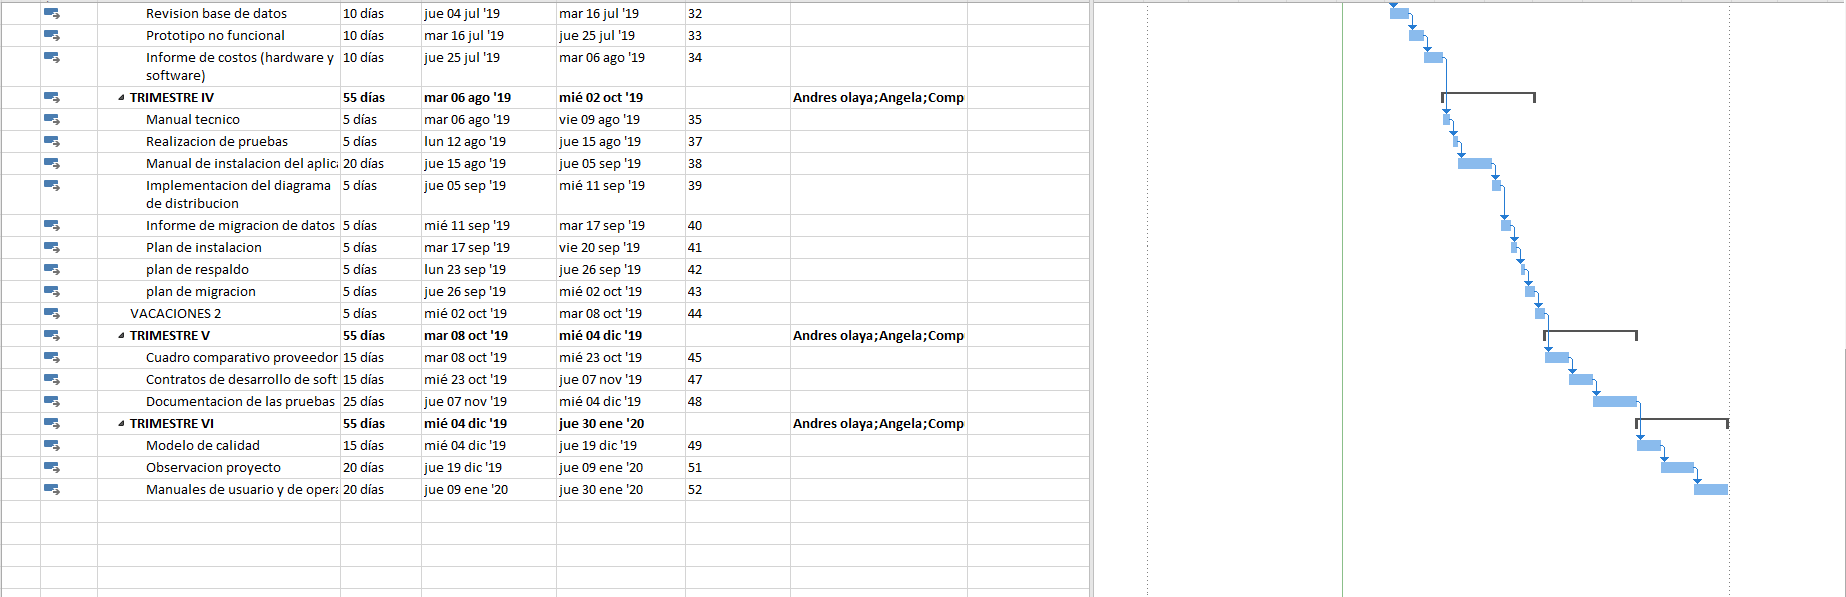 Revision base de datos 10 días jue 04 jul '19 mar 16 jul '19 32
Prototipo no funcional 10 días mar 16 jul '19 jue 25 jul '19 33
Informe de costos (hardware y 10 días jue 25 jul '19 mar 06 ago '19 34
software)
TRIMESTRE IV 55 días mar 06 ago '19 mié 02 oct '19 Andres olaya;Angela;Comp
Manual tecnico 5 días mar 06 ago '19 vie 09 ago '19 35
Realizacion de pruebas 5 días lun 12 ago '19 jue 15 ago '19 37
Manual de instalacion del aplica 20 días jue 15 ago '19 jue 05 sep '19 38
Implementacion del diagrama 5 días jue 05 sep '19 mié 11 sep '19 39
de distribucion
Informe de migracion de datos 5 días mié 11 sep '19 mar 17 sep '19 40
Plan de instalacion 5 días mar 17 sep '19 vie 20 sep '19 41
plan de respaldo 5 días lun 23 sep '19 jue 26 sep '19 42
plan de migracion 5 días jue 26 sep '19 mié 02 oct '19 43
VACACIONES 2 5 días mié 02 oct '19 mar 08 oct '19 44
TRIMESTRE V 55 días mar 08 oct '19 mié 04 dic '19 Andres olaya;Angela;Comp
Cuadro comparativo proveedor 15 días mar 08 oct '19 mié 23 oct '19 45
Contratos de desarrollo de soft 15 días mié 23 oct '19 jue 07 nov '19 47
Documentacion de las pruebas 25 días jue 07 nov '19 mié 04 dic '19 48
TRIMESTRE VI 55 días mié 04 dic '19 jue 30 ene '20 Andres olaya;Angela;Comp
Modelo de calidad 15 días mié 04 dic '19 jue 19 dic '19 49
Observacion proyecto 20 días jue 19 dic '19 jue 09 ene '20 51
Manuales de usuario y de opera 20 días jue 09 ene '20 jue 30 ene '20 52